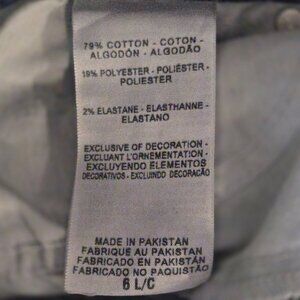 79% COTTON - COTON -
ALGODÓN - ALGODÃO
19% POLYESTER - POLIÉSTER -
POLIESTER
2% ELASTANE - ELASTHANNE -
ELASTANO
EXCLUSIVE OF DECORATION -
EXCLUANT L'ORNEMENTATION -
EXCLUYENDO ELEMENTOS
DECORATIVOS - EXCLUINDO DECORAÇÃO
MADE IN PAKISTAN
FABRIQUE AU PAKISTAN
FABRICADO EN PAKISTAN
FABRICADO NO PAQUISTÃO
6 L/C